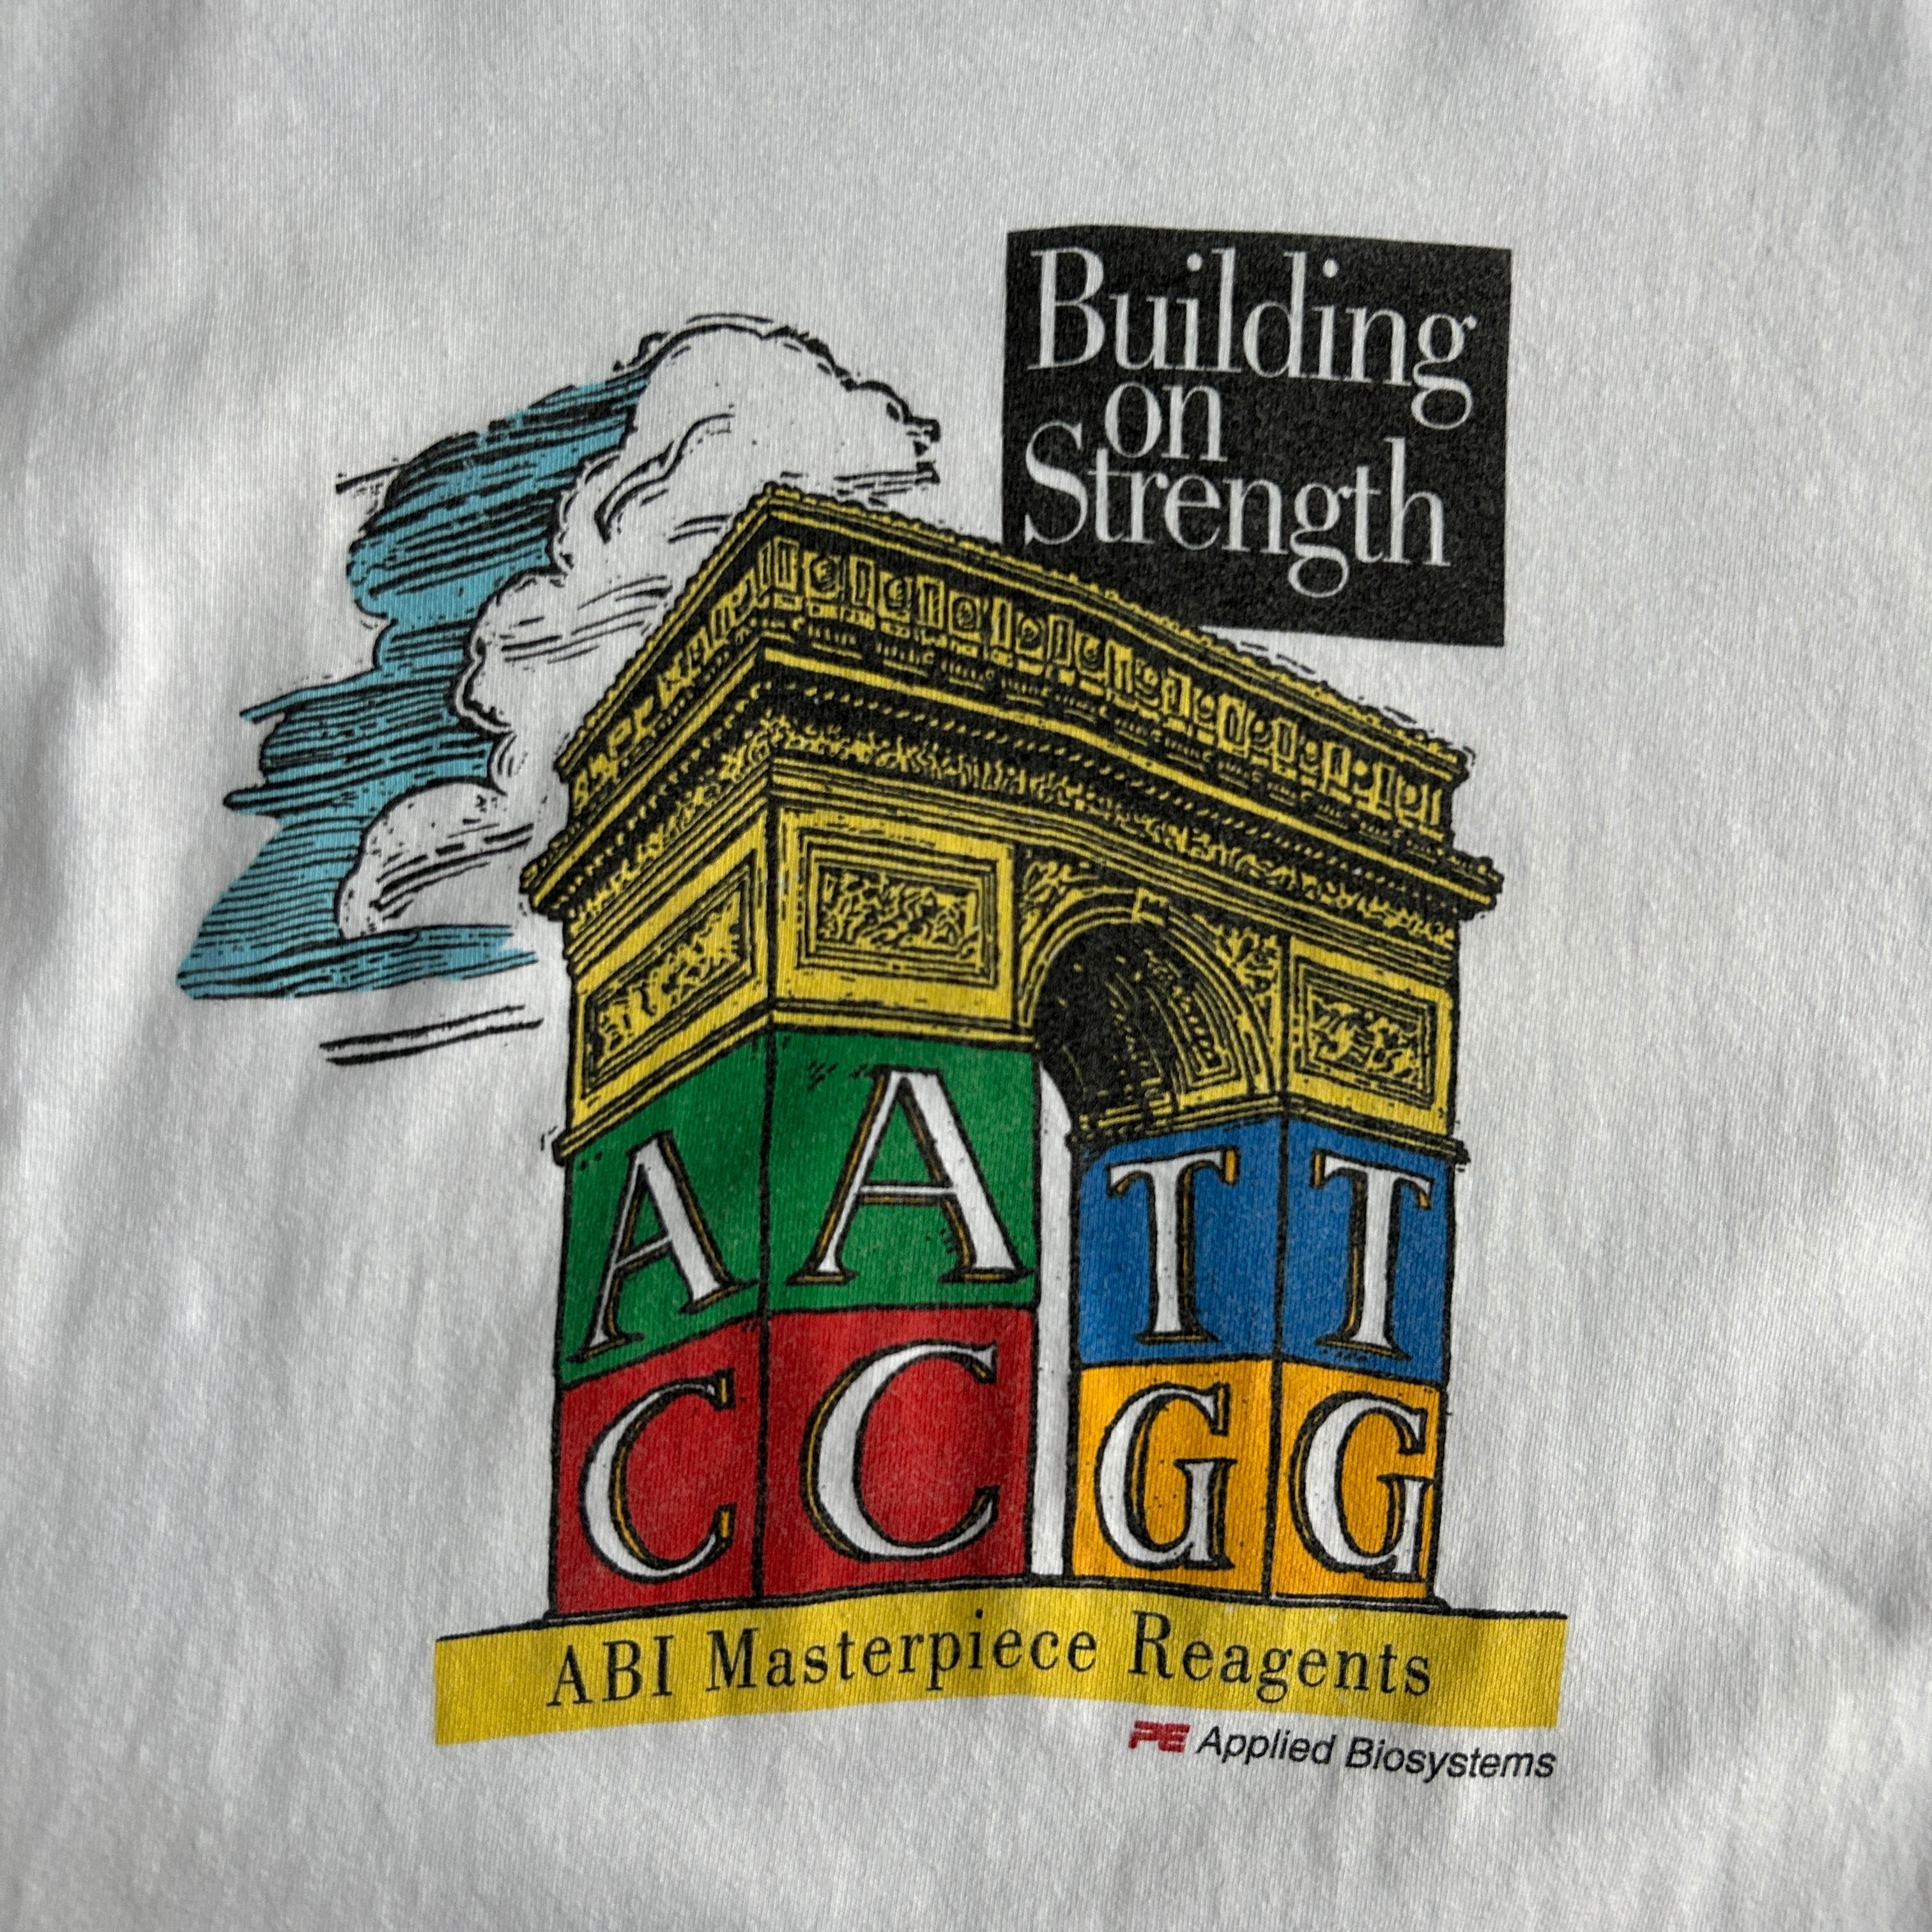 Building
on
Strength
A A T T
C C G G
ABI Masterpiece Reagents
PE Applied Biosystems